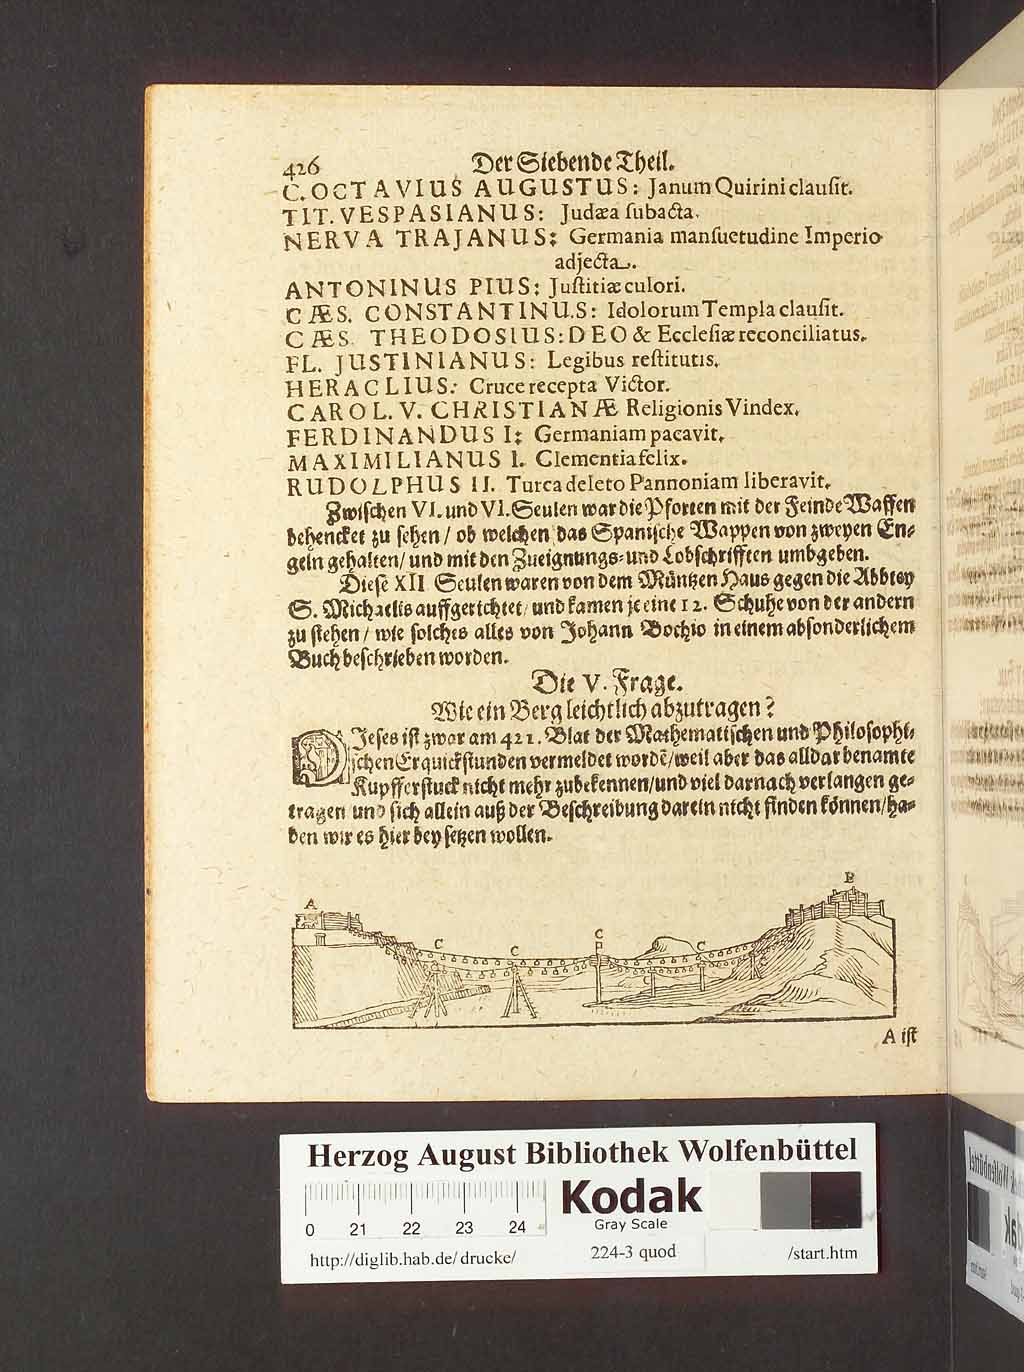 426 Der Siebende Theil.
C. OCTAVIUS AUGUSTUS: Janum Quirini clausit.
TIT. VESPASIANUS: Judæa subacta.
NERVA TRAJANUS: Germania mansuetudine Imperio
adjecta.
ANTONINUS PIUS: Justitiæ culori.
CÆS. CONSTANTINUS: Idolorum Templa clausit.
CÆS. THEODOSIUS: DEO & Ecclesiæ reconciliatus.
FL. JUSTINIANUS: Legibus restitutis.
HERACLIUS: Cruce recepta Victor.
CAROL. V. CHRISTIANÆ Religionis Vindex.
FERDINANDUS I: Germaniam pacavit.
MAXIMILIANUS I. Clementia felix.
RUDOLPHUS II. Turca deleto Pannoniam liberavit.
Zwischen VI. und VI. Seulen war die Pforten mit der Feinde Waffen
behencket zu sehen / ob welchen das Spanische Wappen von zweyen En-
geln gehalten / und mit den Zueignungs- und Lobschrifften umbgeben.
Diese XII Seulen waren von dem Müntzen Haus gegen die Abbtey
S. Michaelis auffgerichtet / und kamen je eine 12. Schuhe von der andern
zu stehen / wie solches alles von Johann Bochio in einem absonderlichem
Buch beschrieben worden.
Die V. Frage.
Wie ein Berg leichtlich abzutragen?
DJeses ist zwar am 421. Blat der Mathematischen und Philosophi-
schen Erquickstunden vermeldet wordē / weil aber das alldar benamte
Kupfferstuck nicht mehr zubekennen / und viel darnach verlangen ge-
tragen und sich allein auß der Beschreibung darein nicht finden können / ha-
ben wir es hier bey setzen wollen.
A
B
C
C
C
C
C
C
A ist
Herzog August Bibliothek Wolfenbüttel
0 21 22 23 24
Kodak
Gray Scale
http://diglib.hab.de/ drucke/ 224-3 quod /start.htm